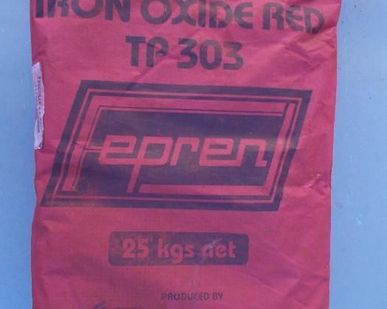 IRON OXIDE RED
TP 303
Fepren
25 kgs net
PRODUCED BY